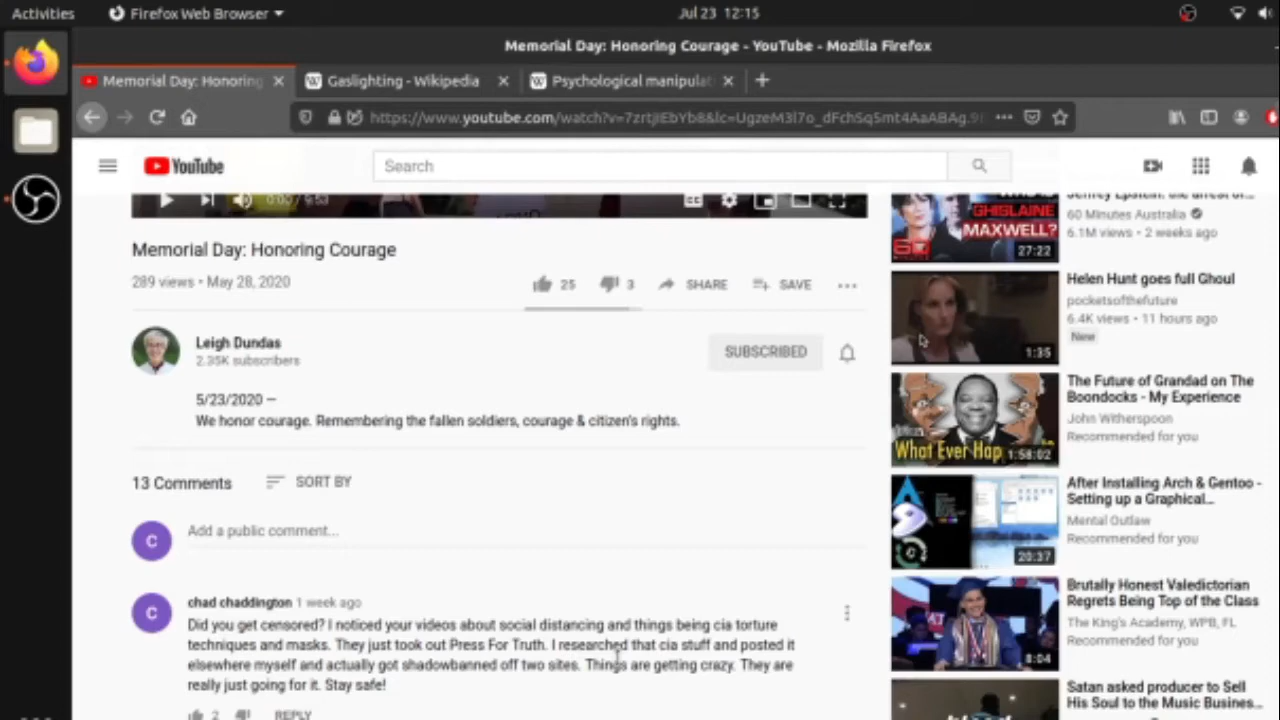 Activities
Firefox Web Browser
Jul 23 12:15
Memorial Day: Honoring Courage - YouTube - Mozilla Firefox
Memorial Day: Honoring
Gaslighting - Wikipedia
Psychological manipulat
https://www.youtube.com/watch?v=
YouTube
Search
0:00 / 9:53
Memorial Day: Honoring Courage
289 views • May 28, 2020
25
3
SHARE
SAVE
Leigh Dundas
2.35K subscribers
SUBSCRIBED
5/23/2020 —
We honor courage. Remembering the fallen soldiers, courage & citizen's rights.
13 Comments
SORT BY
C
Add a public comment...
C
chad chaddington 1 week ago
Did you get censored? I noticed your videos about social distancing and things being cia torture
techniques and masks. They just took out Press For Truth. I researched that cia stuff and posted it
elsewhere myself and actually got shadowbanned off two sites. Things are getting crazy. They are
really just going for it. Stay safe!
2
REPLY
GHISLAINE
MAXWELL?
60
27:22
Jeffrey Epstein: the arrest of...
60 Minutes Australia
6.1M views • 2 weeks ago
1:35
Helen Hunt goes full Ghoul
pocketsofthefuture
6.4K views • 11 hours ago
New
What Ever Hap
1:58:02
The Future of Grandad on The
Boondocks - My Experience
John Witherspoon
Recommended for you
20:37
After Installing Arch & Gentoo -
Setting up a Graphical...
Mental Outlaw
Recommended for you
8:04
Brutally Honest Valedictorian
Regrets Being Top of the Class
The King's Academy, WPB, FL
Recommended for you
Satan asked producer to Sell
His Soul to the Music Busines...